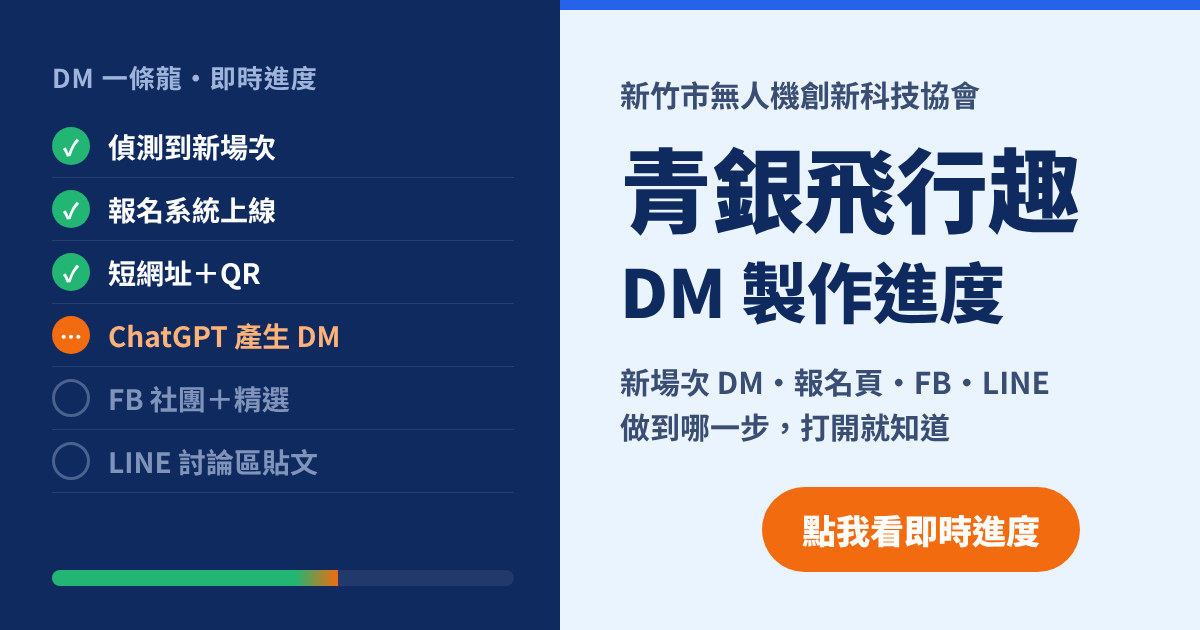 DM 一條龍・即時進度
偵測到新場次
報名系統上線
短網址＋QR
ChatGPT 產生 DM
FB 社團＋精選
LINE 討論區貼文
新竹市無人機創新科技協會
青銀飛行趣
DM 製作進度
新場次 DM・報名頁・FB・LINE
做到哪一步，打開就知道
點我看即時進度